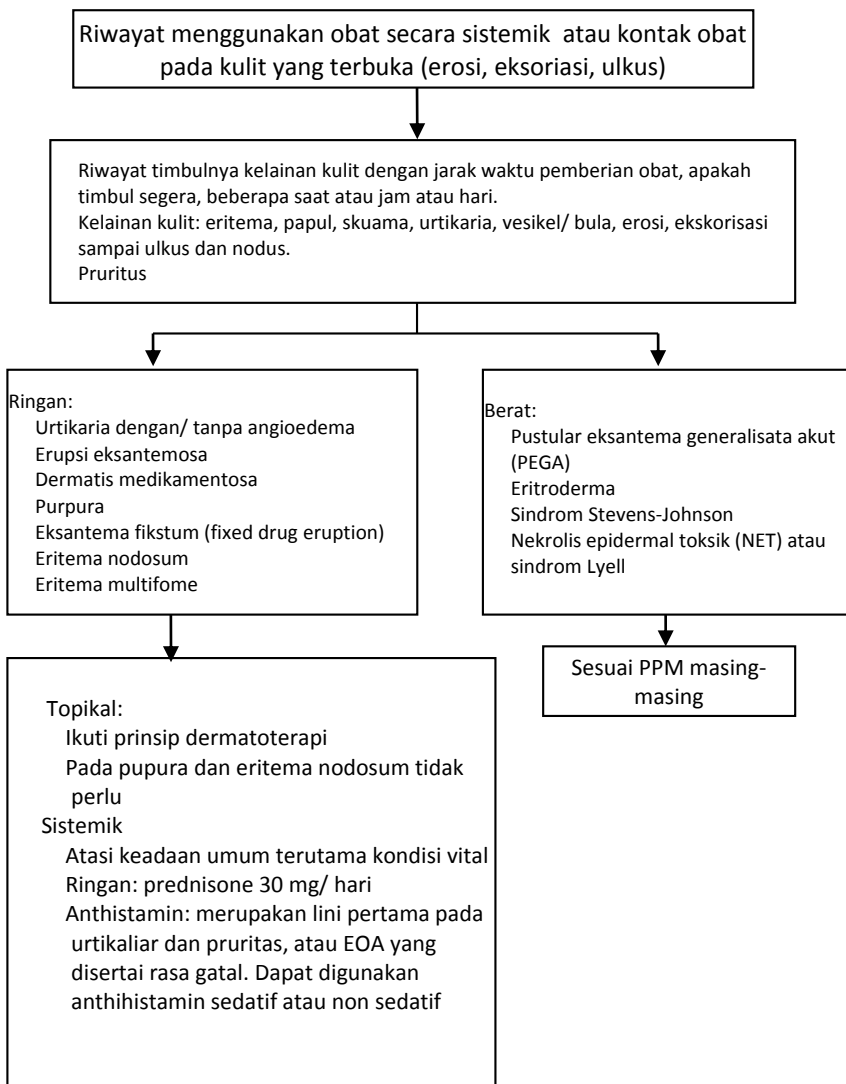 Riwayat menggunakan obat secara sistemik atau kontak obat
pada kulit yang terbuka (erosi, eksoriasi, ulkus)
Riwayat timbulnya kelainan kulit dengan jarak waktu pemberian obat, apakah
timbul segera, beberapa saat atau jam atau hari.
Kelainan kulit: eritema, papul, skuama, urtikaria, vesikel/ bula, erosi, ekskorisasi
sampai ulkus dan nodus.
Pruritus
Ringan:
Urtikaria dengan/ tanpa angioedema
Erupsi eksantemosa
Dermatis medikamentosa
Purpura
Eksantema fikstum (fixed drug eruption)
Eritema nodosum
Eritema multifome
Berat:
Pustular eksantema generalisata akut
(PEGA)
Eritroderma
Sindrom Stevens-Johnson
Nekrolis epidermal toksik (NET) atau
sindrom Lyell
Topikal:
Ikuti prinsip dermatoterapi
Pada pupura dan eritema nodosum tidak
perlu
Sistemik
Atasi keadaan umum terutama kondisi vital
Ringan: prednisone 30 mg/ hari
Anthistamin: merupakan lini pertama pada
urtikaliar dan pruritas, atau EOA yang
disertai rasa gatal. Dapat digunakan
anthihistamin sedatif atau non sedatif
Sesuai PPM masing-
masing